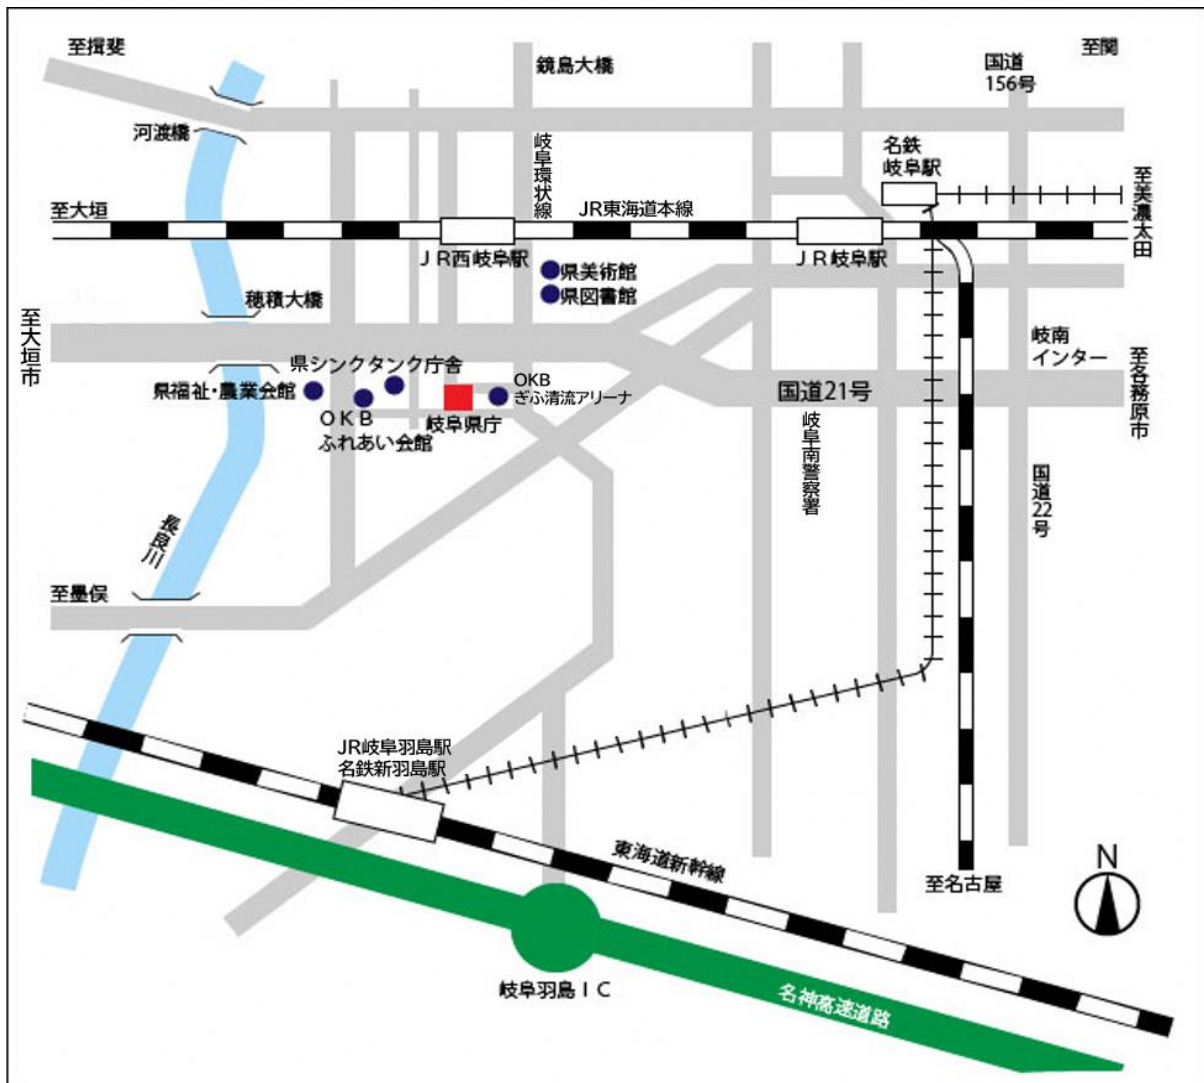 至揖斐
至関
鏡島大橋
国道
156号
河渡橋
岐阜環状線
名鉄
岐阜駅
至美濃太田
至大垣
JR東海道本線
ＪＲ西岐阜駅
ＪＲ岐阜駅
県美術館
県図書館
穂積大橋
至大垣市
岐南
インター
至各務原市
県シンクタンク庁舎
県福祉・農業会館
OKB
ぎふ清流アリーナ
国道21号
ＯＫＢ
ふれあい会館
岐阜県庁
岐阜南警察署
国道22号
長良川
至墨俣
JR岐阜羽島駅
名鉄新羽島駅
東海道新幹線
至名古屋
N
岐阜羽島ＩＣ
名神高速道路